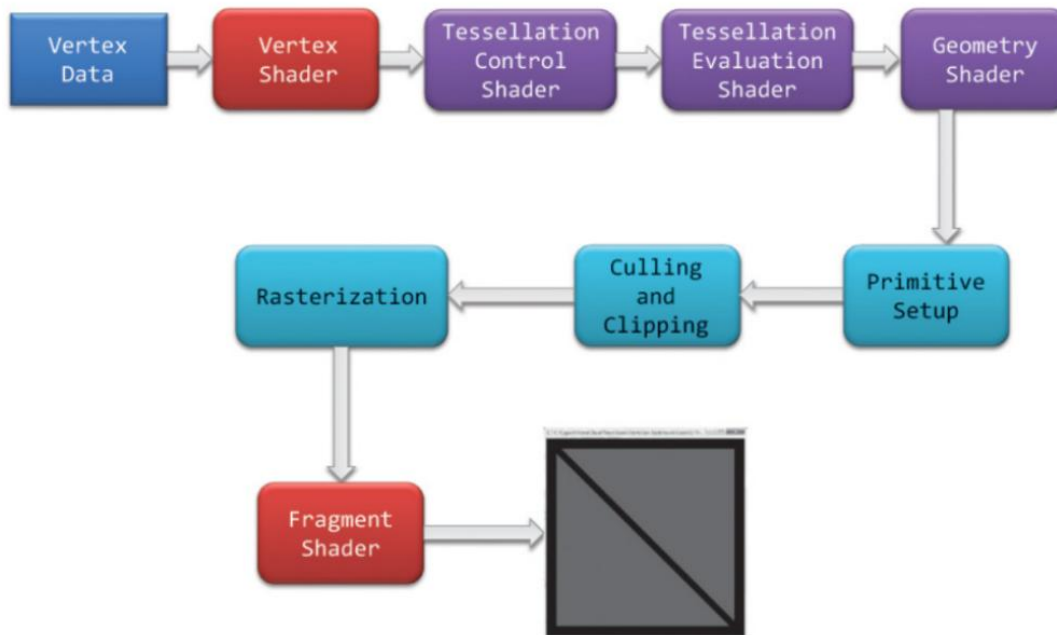 Vertex
Data
Vertex
Shader
Tessellation
Control
Shader
Tessellation
Evaluation
Shader
Geometry
Shader
Primitive
Setup
Culling
and
Clipping
Rasterization
Fragment
Shader